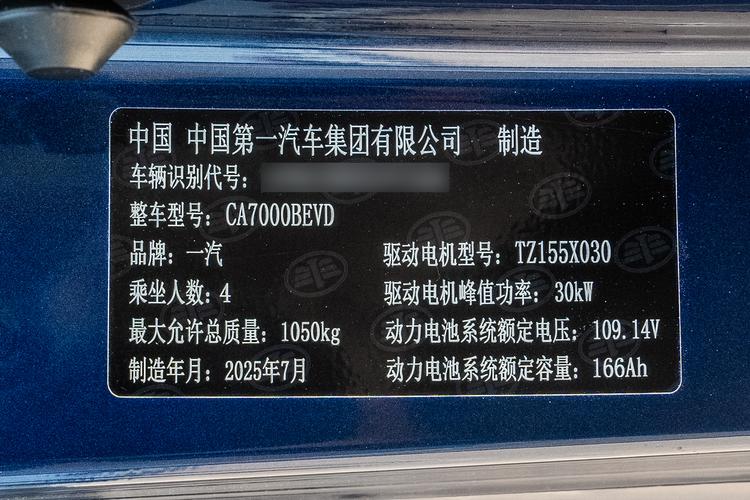 中国 中国第一汽车集团有限公司 制造
车辆识别代号：
整车型号：CA7000BEVD
品牌：一汽 驱动电机型号：TZ155X030
乘坐人数：4 驱动电机峰值功率：30kW
最大允许总质量：1050kg 动力电池系统额定电压：109.14V
制造年月：2025年7月 动力电池系统额定容量：166Ah